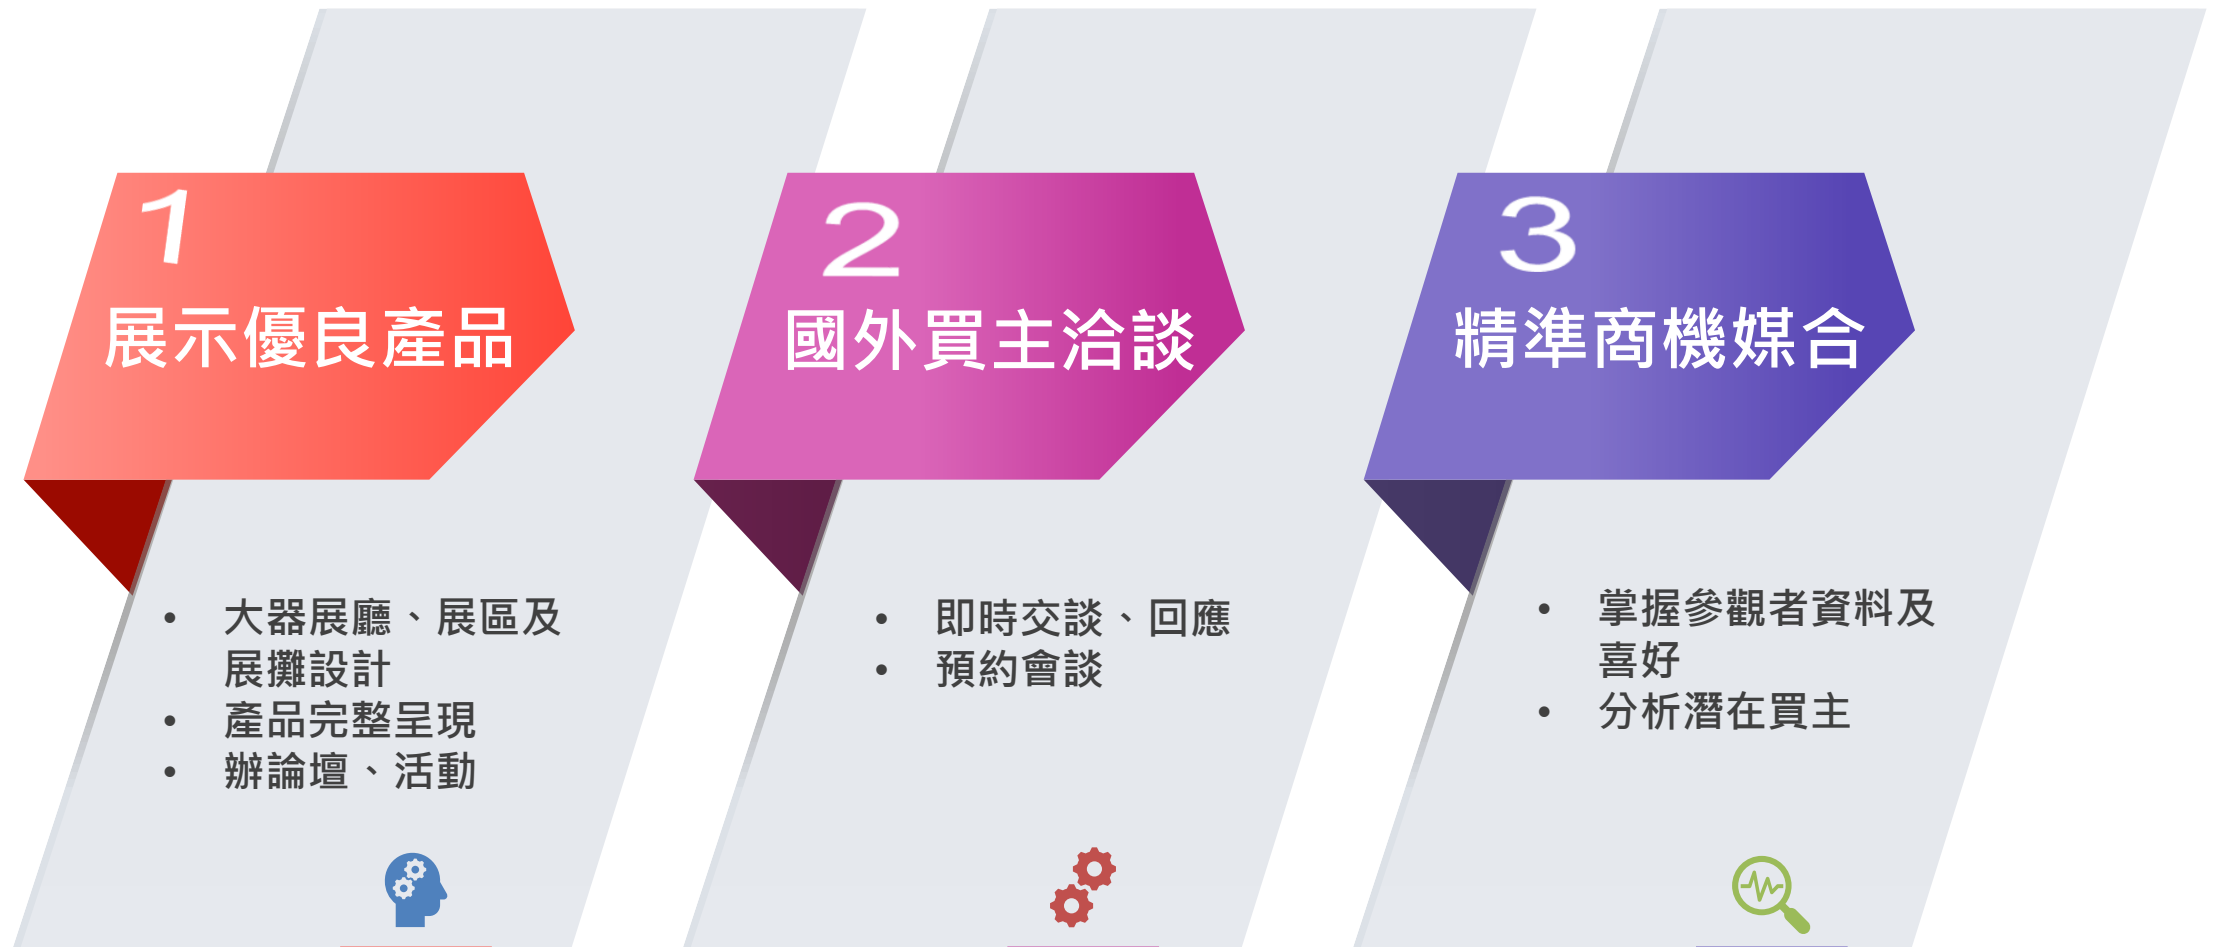 1
展示優良產品
• 大器展廳、展區及
展攤設計
• 產品完整呈現
• 辦論壇、活動
2
國外買主洽談
• 即時交談、回應
• 預約會談
3
精準商機媒合
• 掌握參觀者資料及
喜好
• 分析潛在買主